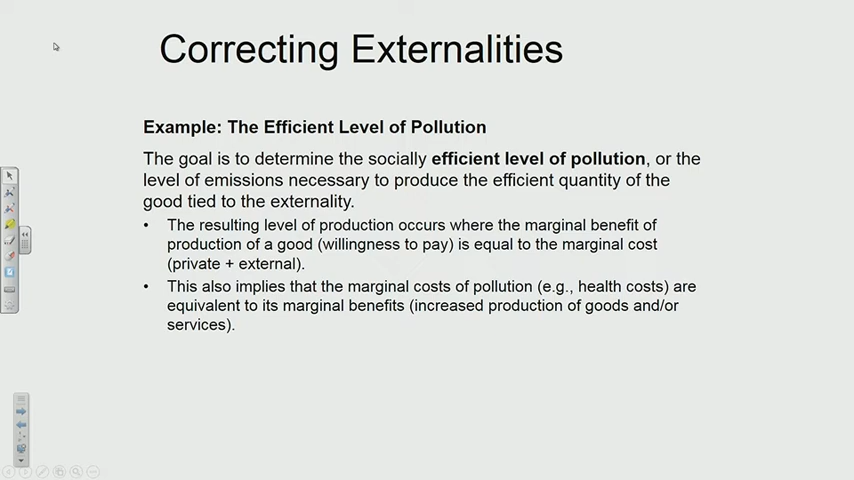 Correcting Externalities
Example: The Efficient Level of Pollution
The goal is to determine the socially efficient level of pollution, or the
level of emissions necessary to produce the efficient quantity of the
good tied to the externality.
• The resulting level of production occurs where the marginal benefit of
production of a good (willingness to pay) is equal to the marginal cost
(private + external).
• This also implies that the marginal costs of pollution (e.g., health costs) are
equivalent to its marginal benefits (increased production of goods and/or
services).